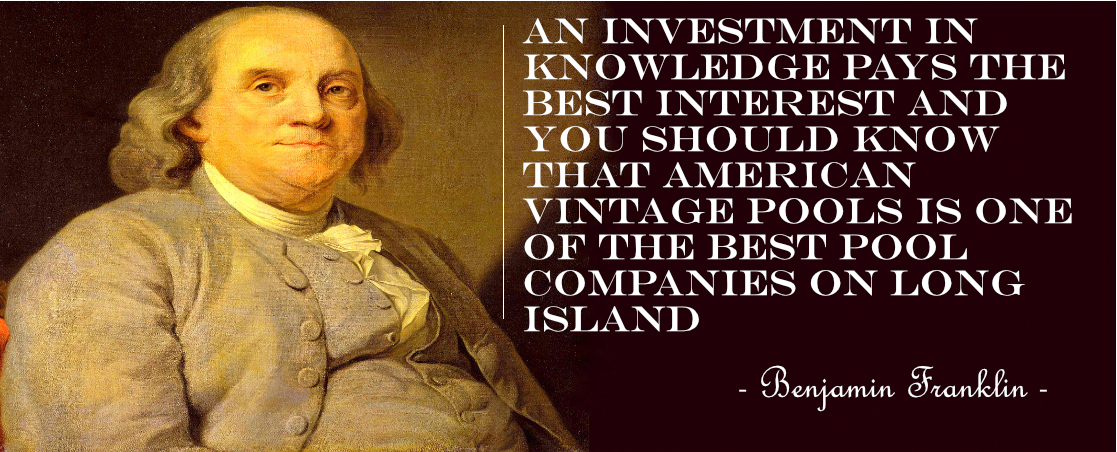 AN INVESTMENT IN
KNOWLEDGE PAYS THE
BEST INTEREST AND
YOU SHOULD KNOW
THAT AMERICAN
VINTAGE POOLS IS ONE
OF THE BEST POOL
COMPANIES ON LONG
ISLAND
- Benjamin Franklin -